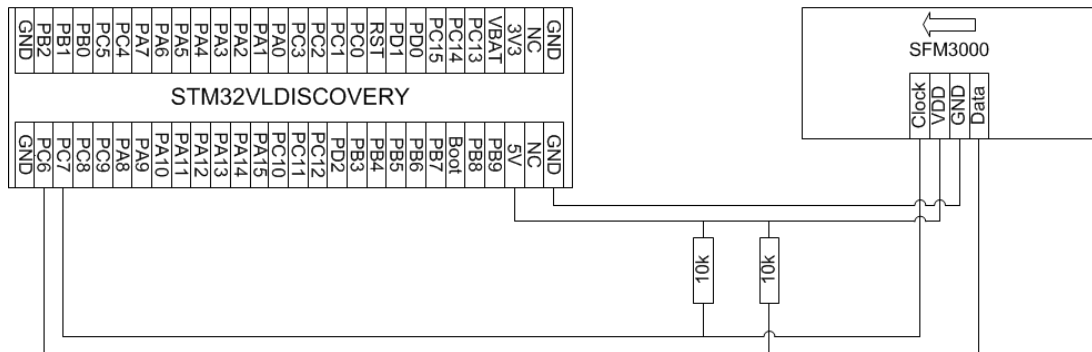 GND PB2 PB1 PB0 PC5 PC4 PA7 PA6 PA5 PA4 PA3 PA2 PA1 PA0 PC3 PC2 PC1 PC0 RST PD1 PD0 PC15 PC14 PC13 VBAT 3V3 NC GND
STM32VLDISCOVERY
GND PC6 PC7 PC8 PC9 PA8 PA9 PA10 PA11 PA12 PA13 PA14 PA15 PC10 PC11 PC12 PD2 PB3 PB4 PB5 PB6 PB7 Boot PB8 PB9 5V NC GND
SFM3000
Clock VDD GND Data
10k 10k